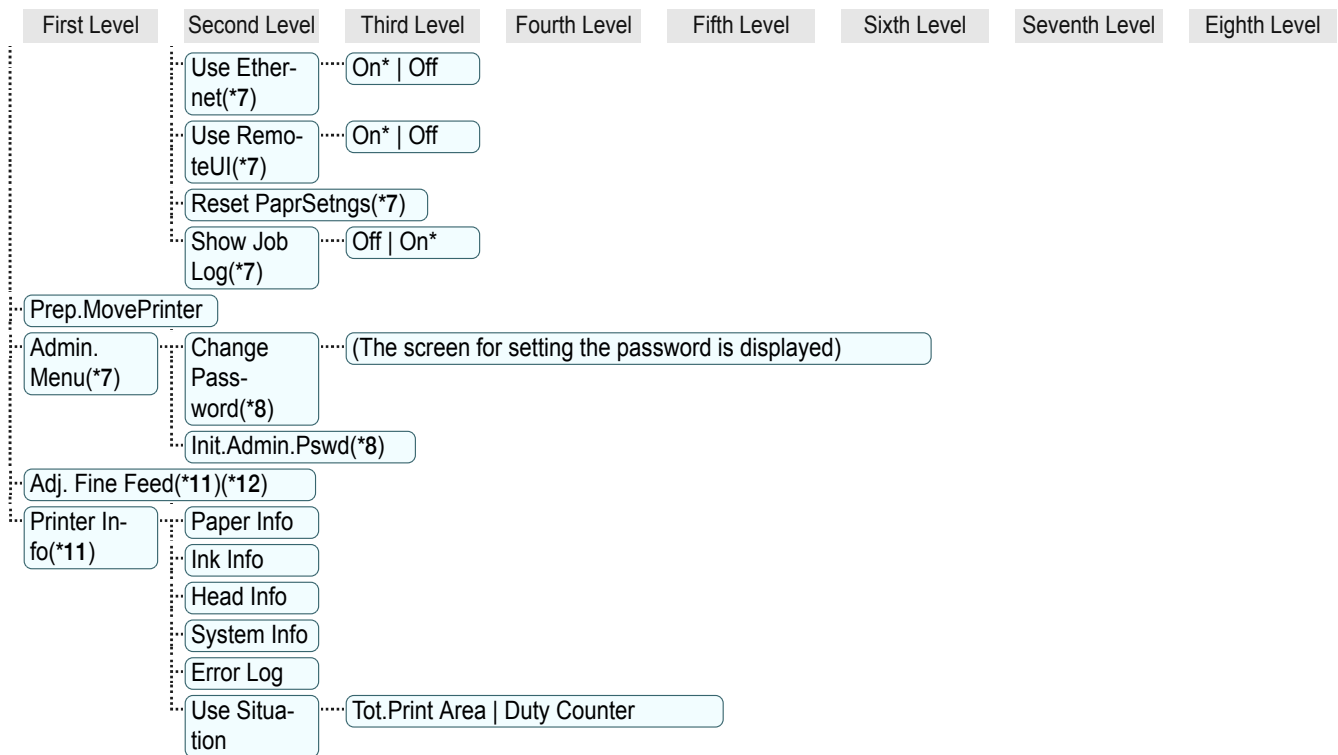 First Level Second Level Third Level Fourth Level Fifth Level Sixth Level Seventh Level Eighth Level
Use Ether- On* | Off
net(*7)
Use Remo- On* | Off
teUI(*7)
Reset PaprSetngs(*7)
Show Job Off | On*
Log(*7)
Prep.MovePrinter
Admin. Change (The screen for setting the password is displayed)
Menu(*7) Pass-
word(*8)
Init.Admin.Pswd(*8)
Adj. Fine Feed(*11)(*12)
Printer In- Paper Info
fo(*11) Ink Info
Head Info
System Info
Error Log
Use Situa- Tot.Print Area | Duty Counter
tion